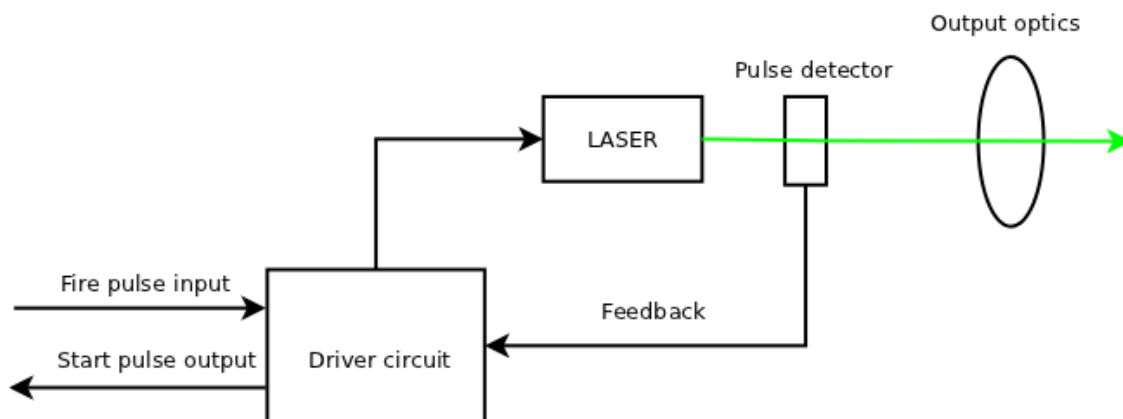 Output optics
Pulse detector
LASER
Fire pulse input
Feedback
Start pulse output
Driver circuit